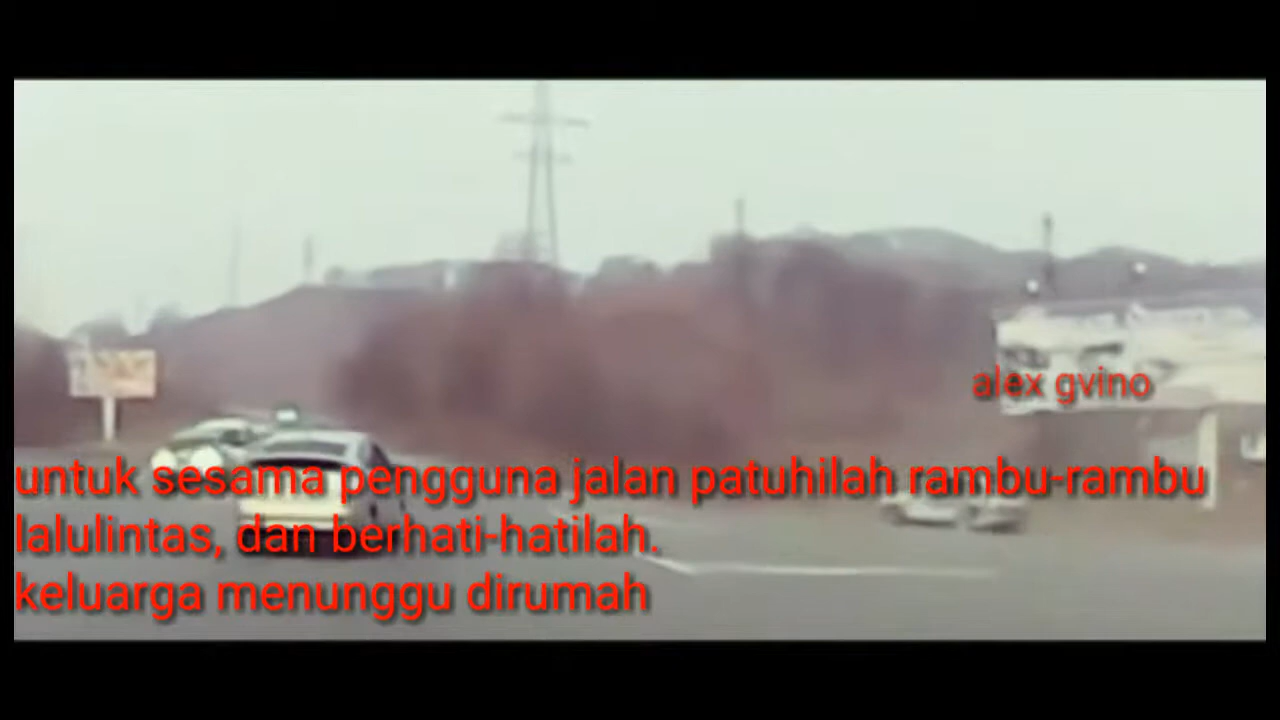 alex gvino
untuk sesama pengguna jalan patuhilah rambu-rambu
lalulintas, dan berhati-hatilah.
keluarga menunggu dirumah